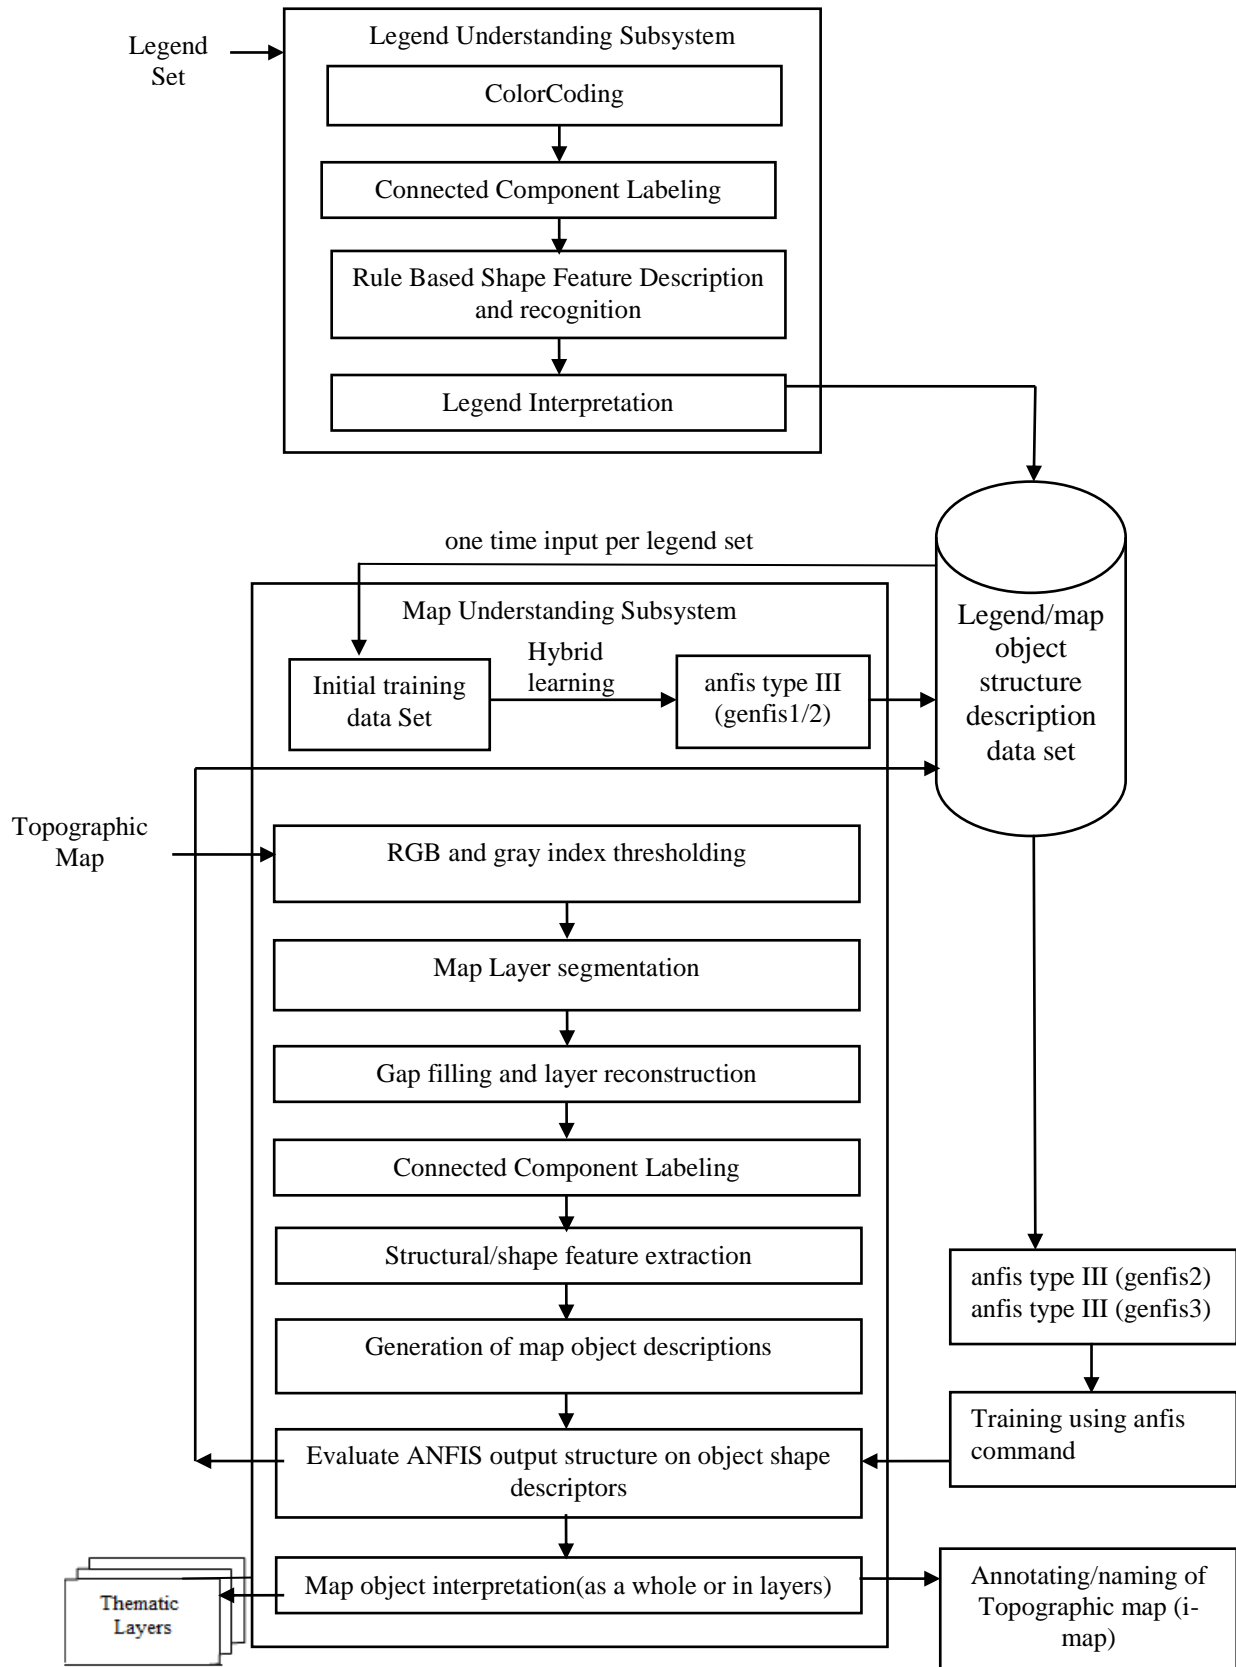 Legend
Set
Legend Understanding Subsystem
ColorCoding
Connected Component Labeling
Rule Based Shape Feature Description
and recognition
Legend Interpretation
one time input per legend set
Map Understanding Subsystem
Initial training
data Set
Hybrid
learning
anfis type III
(genfis1/2)
Legend/map
object
structure
description
data set
Topographic
Map
RGB and gray index thresholding
Map Layer segmentation
Gap filling and layer reconstruction
Connected Component Labeling
Structural/shape feature extraction
Generation of map object descriptions
anfis type III (genfis2)
anfis type III (genfis3)
Training using anfis
command
Evaluate ANFIS output structure on object shape
descriptors
Map object interpretation(as a whole or in layers)
Thematic
Layers
Annotating/naming of
Topographic map (i-
map)